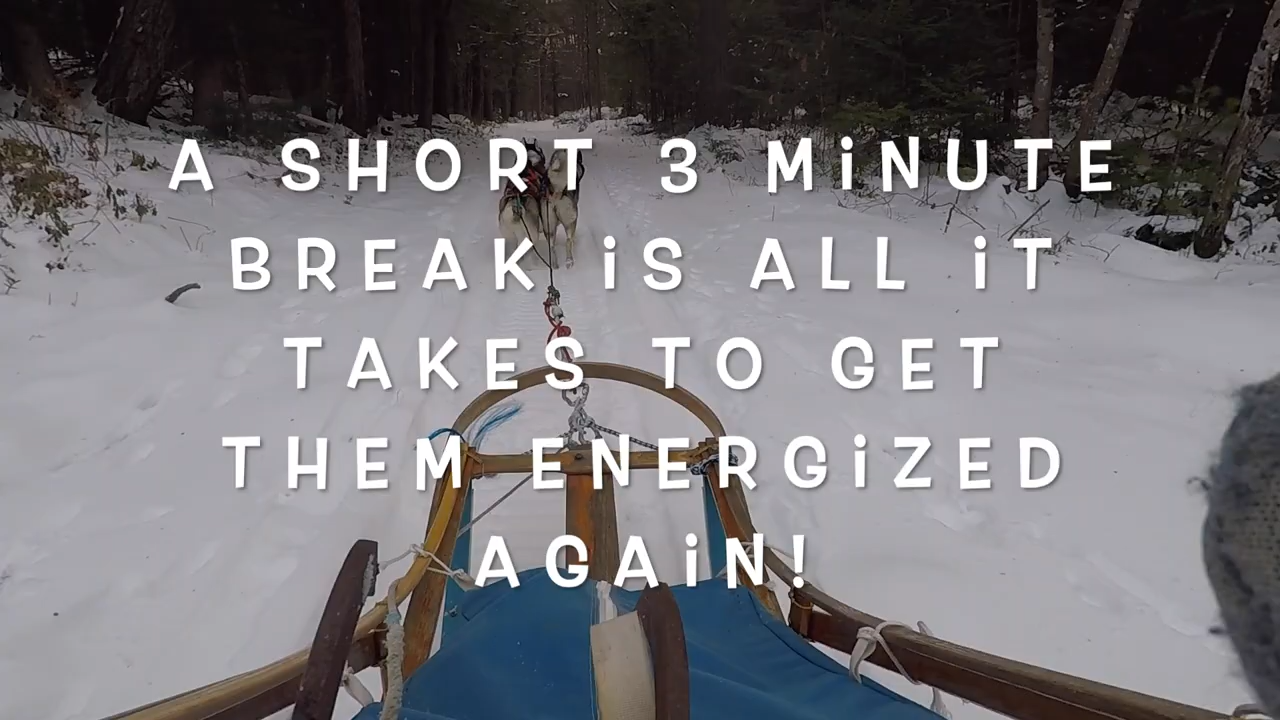 A SHORT 3 MiNUTE
BREAK iS ALL iT
TAKES TO GET
THEM ENERGiZED
AGAiN!